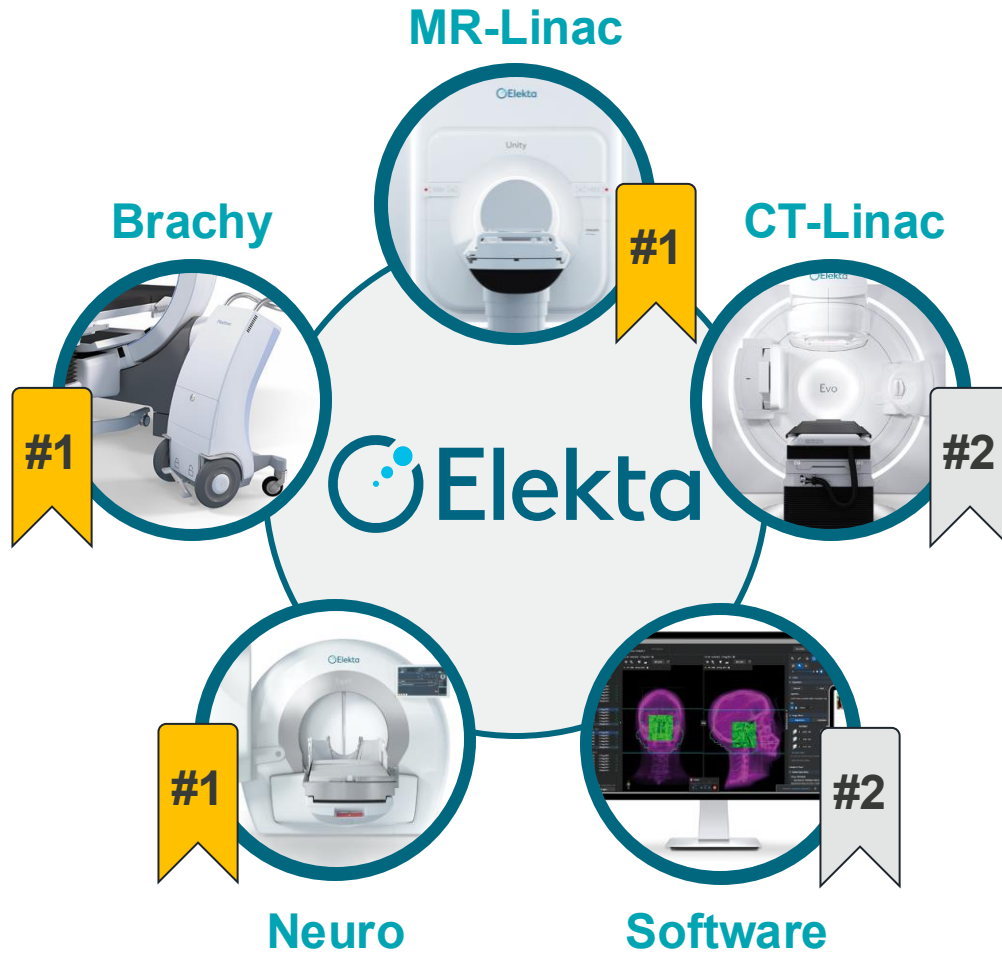 MR-Linac
Elekta
Unity
#1
Brachy
CT-Linac
Elekta
Evo
#1
#2
Elekta
Elekta
#1
#2
Neuro
Software